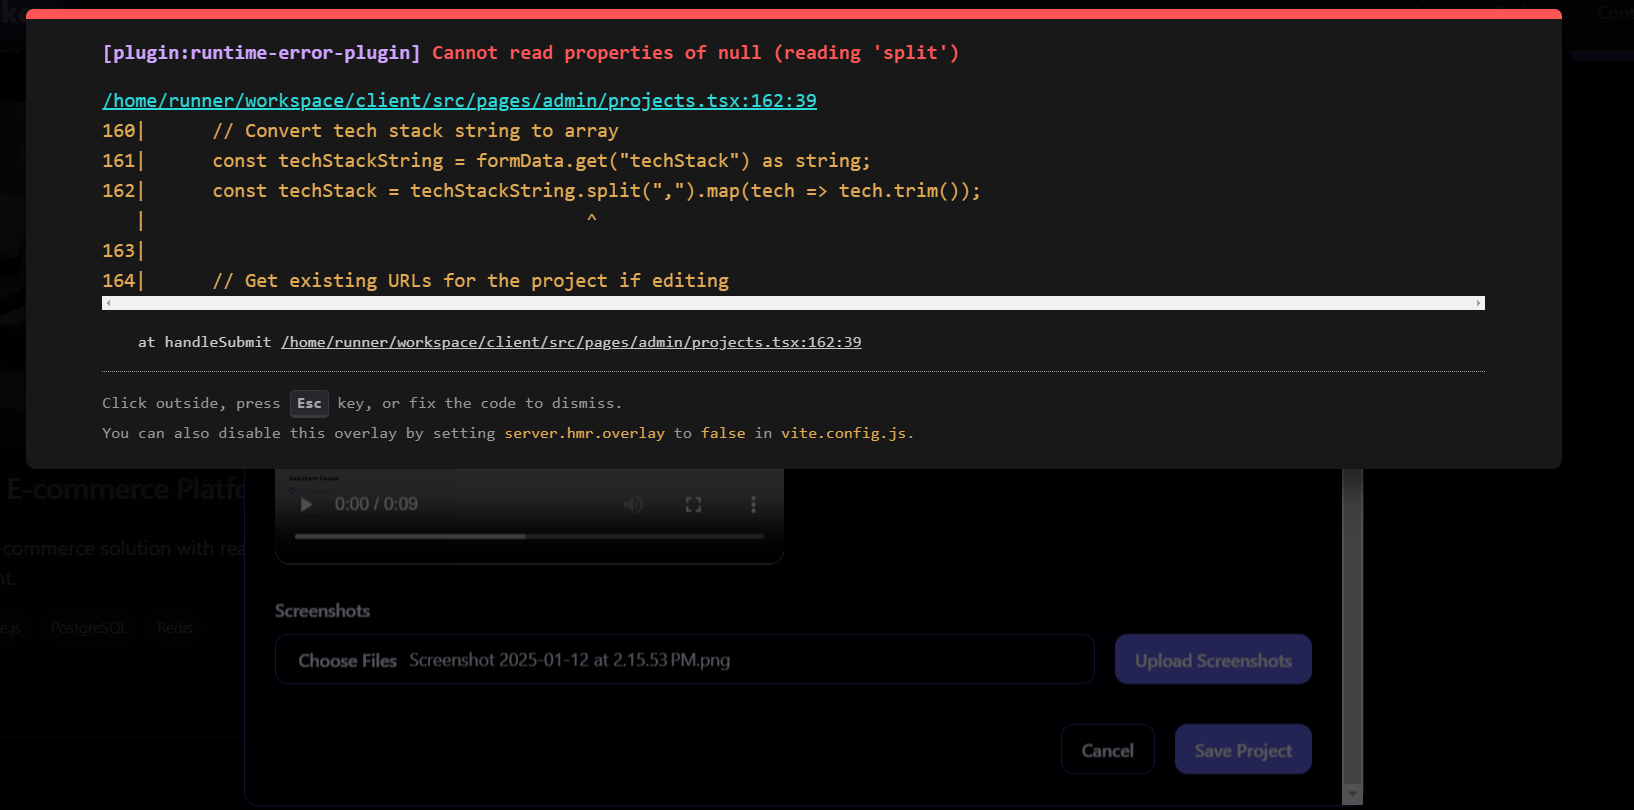 [plugin:runtime-error-plugin] Cannot read properties of null (reading 'split')
/home/runner/workspace/client/src/pages/admin/projects.tsx:162:39
160|      // Convert tech stack string to array
161|      const techStackString = formData.get("techStack") as string;
162|      const techStack = techStackString.split(",").map(tech => tech.trim());
   |                                        ^
163|
164|      // Get existing URLs for the project if editing
at handleSubmit /home/runner/workspace/client/src/pages/admin/projects.tsx:162:39
Click outside, press Esc key, or fix the code to dismiss.
You can also disable this overlay by setting server.hmr.overlay to false in vite.config.js.
E-commerce Platfo
0:00 / 0:09
-commerce solution with rea
nt.
Screenshots
e.js PostgreSQL Redis
Choose Files Screenshot 2025-01-12 at 2.15.53 PM.png
Upload Screenshots
Cancel
Save Project